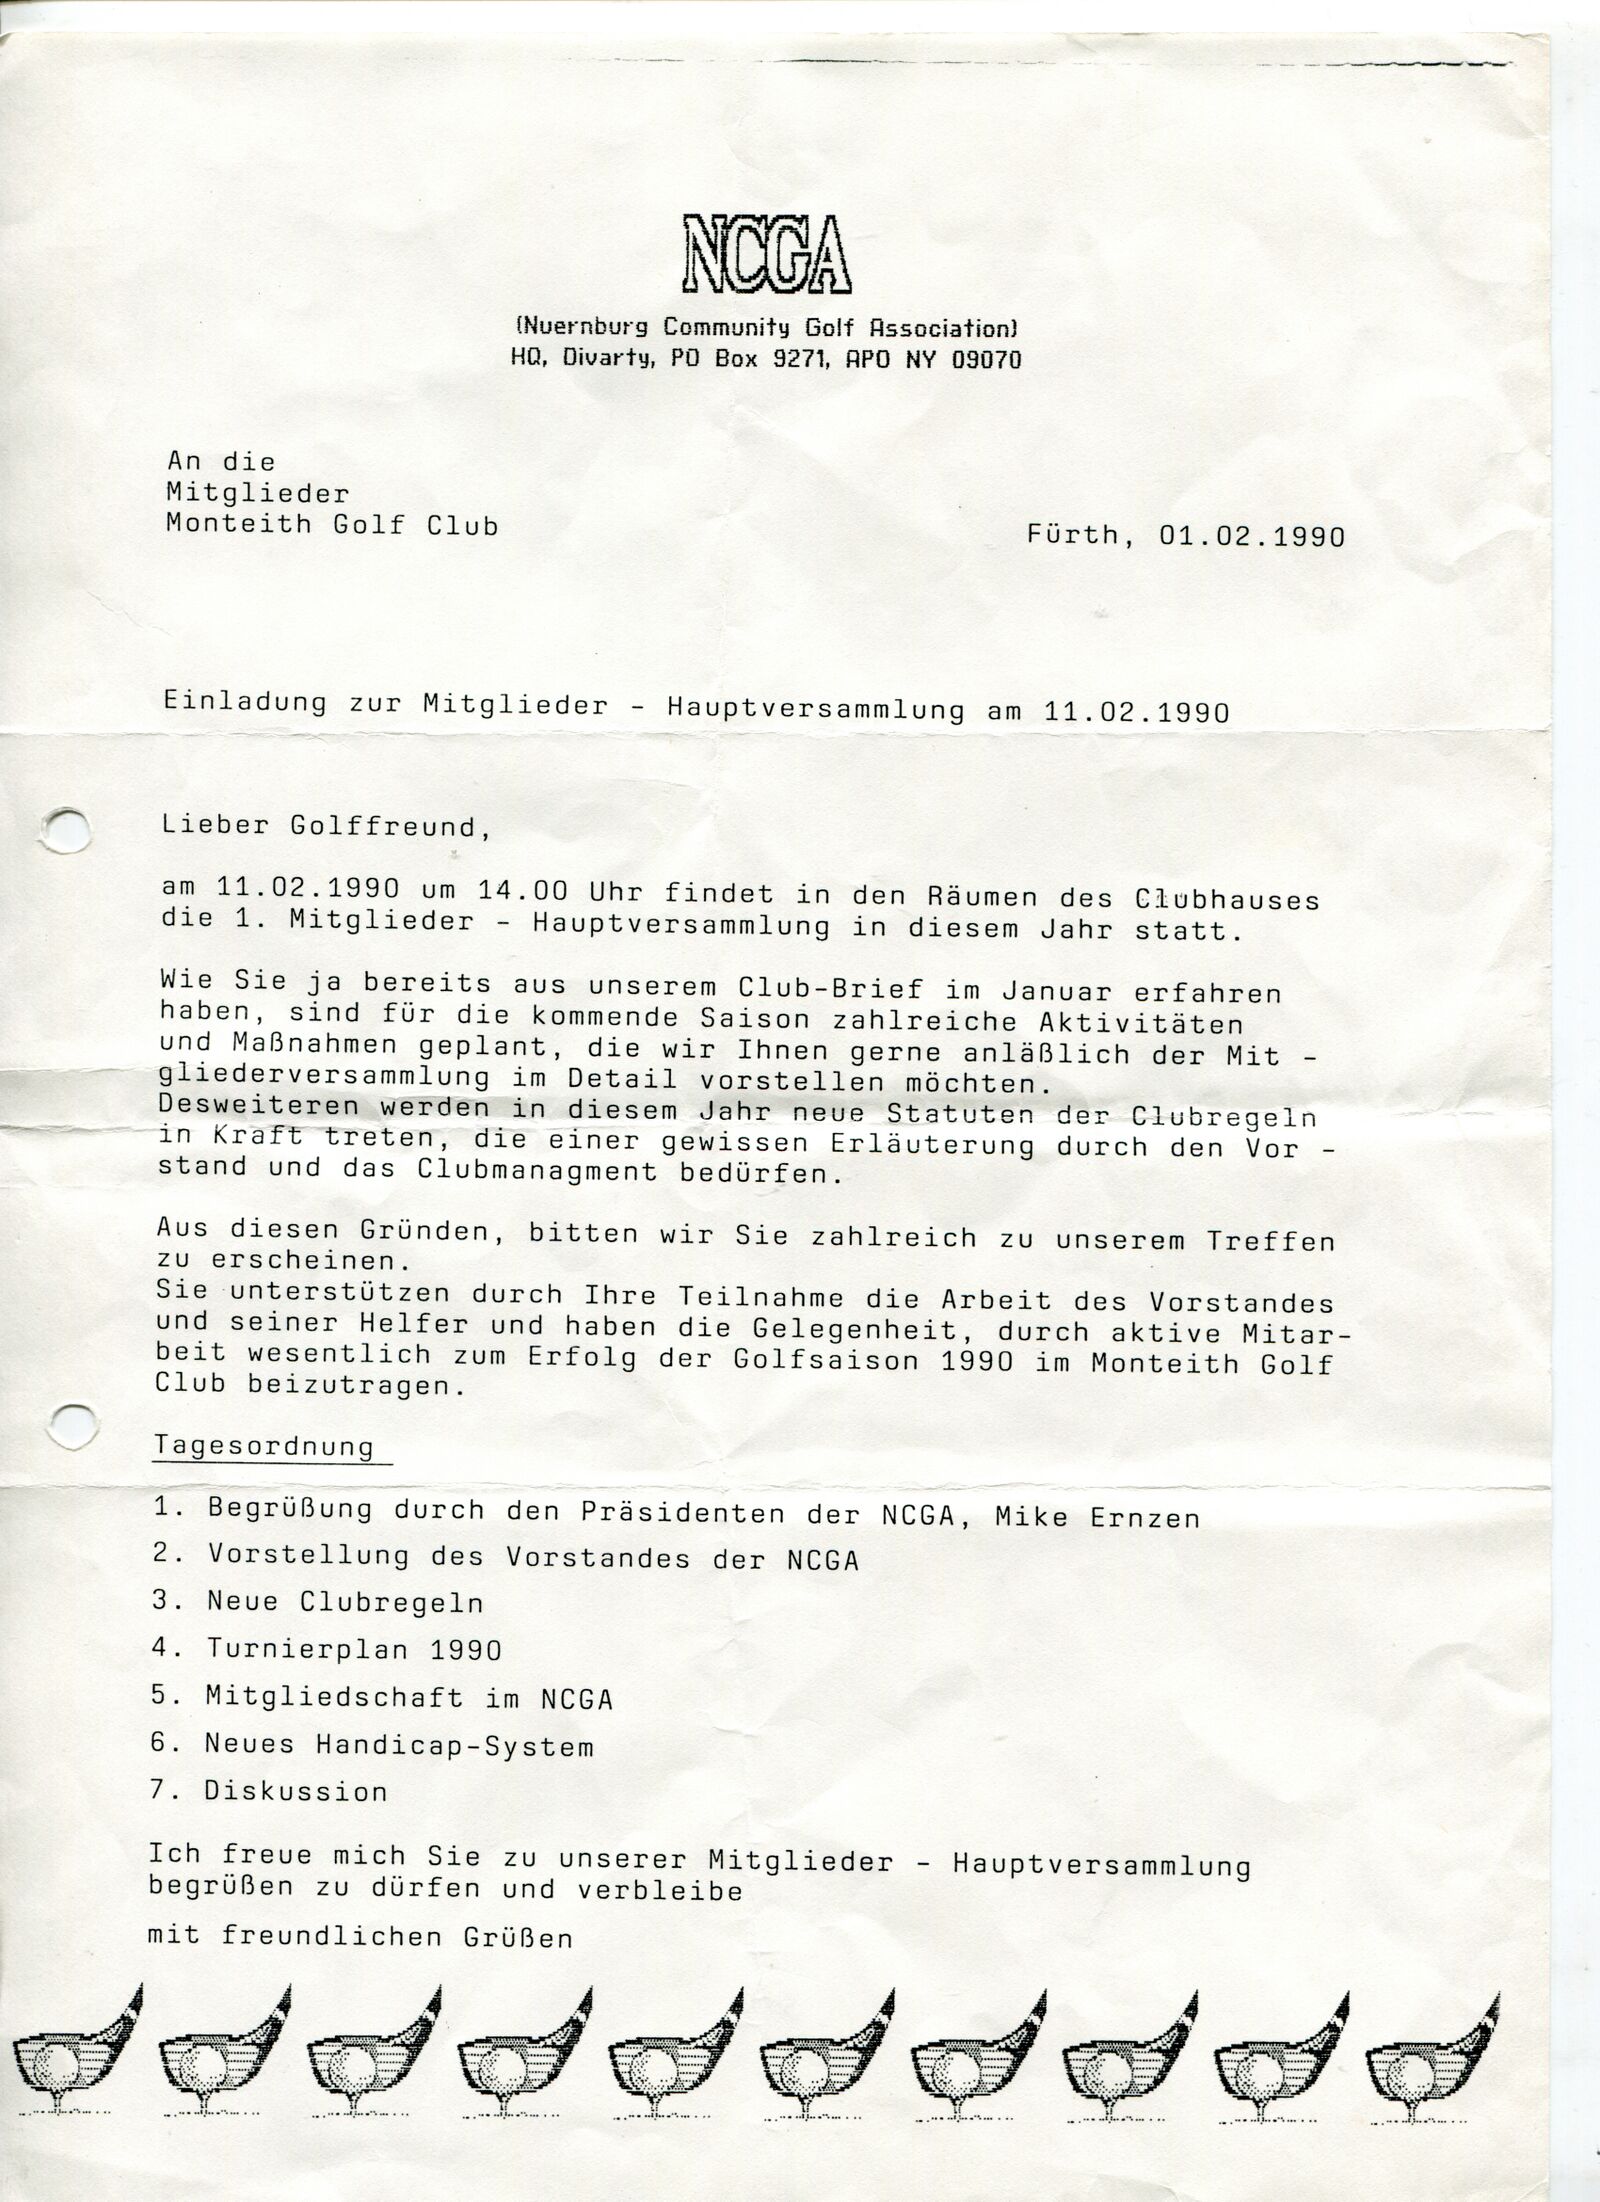 NCGA
(Nuernburg Community Golf Association)
HQ, Divarty, PO Box 9271, APO NY 09070
An die
Mitglieder
Monteith Golf Club
Fürth, 01.02.1990
Einladung zur Mitglieder - Hauptversammlung am 11.02.1990
Lieber Golffreund,
am 11.02.1990 um 14.00 Uhr findet in den Räumen des Clubhauses
die 1. Mitglieder - Hauptversammlung in diesem Jahr statt.
Wie Sie ja bereits aus unserem Club-Brief im Januar erfahren
haben, sind für die kommende Saison zahlreiche Aktivitäten
und Maßnahmen geplant, die wir Ihnen gerne anläßlich der Mit -
gliederversammlung im Detail vorstellen möchten.
Desweiteren werden in diesem Jahr neue Statuten der Clubregeln
in Kraft treten, die einer gewissen Erläuterung durch den Vor -
stand und das Clubmanagment bedürfen.
Aus diesen Gründen, bitten wir Sie zahlreich zu unserem Treffen
zu erscheinen.
Sie unterstützen durch Ihre Teilnahme die Arbeit des Vorstandes
und seiner Helfer und haben die Gelegenheit, durch aktive Mitar-
beit wesentlich zum Erfolg der Golfsaison 1990 im Monteith Golf
Club beizutragen.
Tagesordnung
1. Begrüßung durch den Präsidenten der NCGA, Mike Ernzen
2. Vorstellung des Vorstandes der NCGA
3. Neue Clubregeln
4. Turnierplan 1990
5. Mitgliedschaft im NCGA
6. Neues Handicap-System
7. Diskussion
Ich freue mich Sie zu unserer Mitglieder - Hauptversammlung
begrüßen zu dürfen und verbleibe
mit freundlichen Grüßen